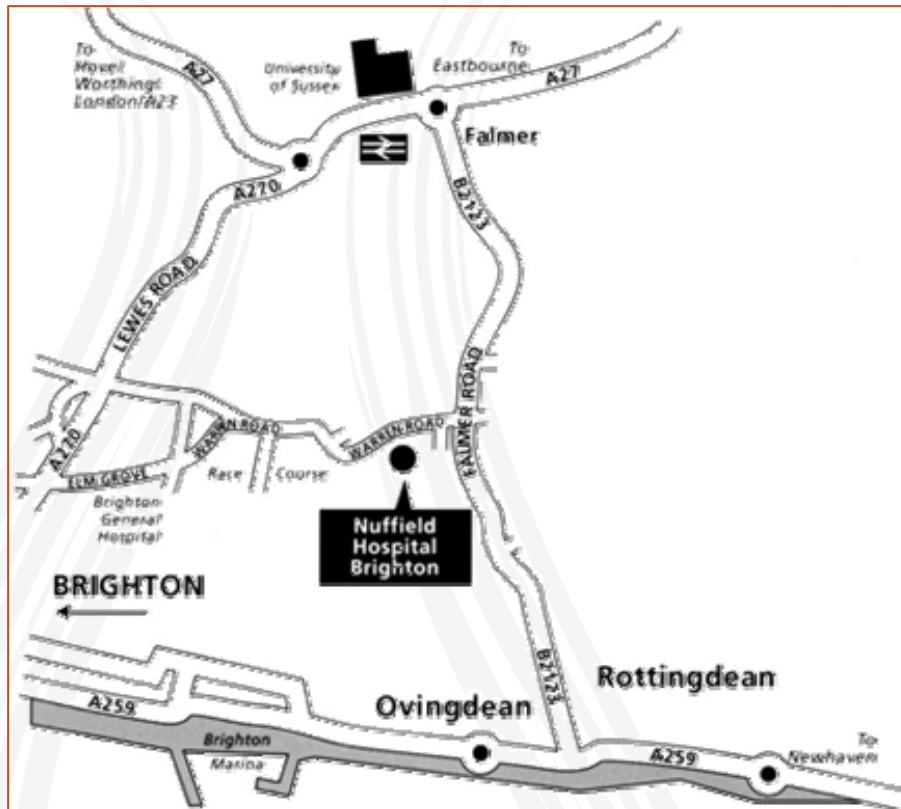 To
Hove/
Worthing/
London/A23
A27
University
of Sussex
To
Eastbourne
A27
Falmer
A270
B2123
LEWES ROAD
FALMER ROAD
WARREN ROAD
WARREN ROAD
A270
ELM GROVE
Race Course
FALMER ROAD
Brighton
General
Hospital
Nuffield
Hospital
Brighton
BRIGHTON
B2123
Rottingdean
Ovingdean
A259
Brighton
Marina
A259
To
Newhaven